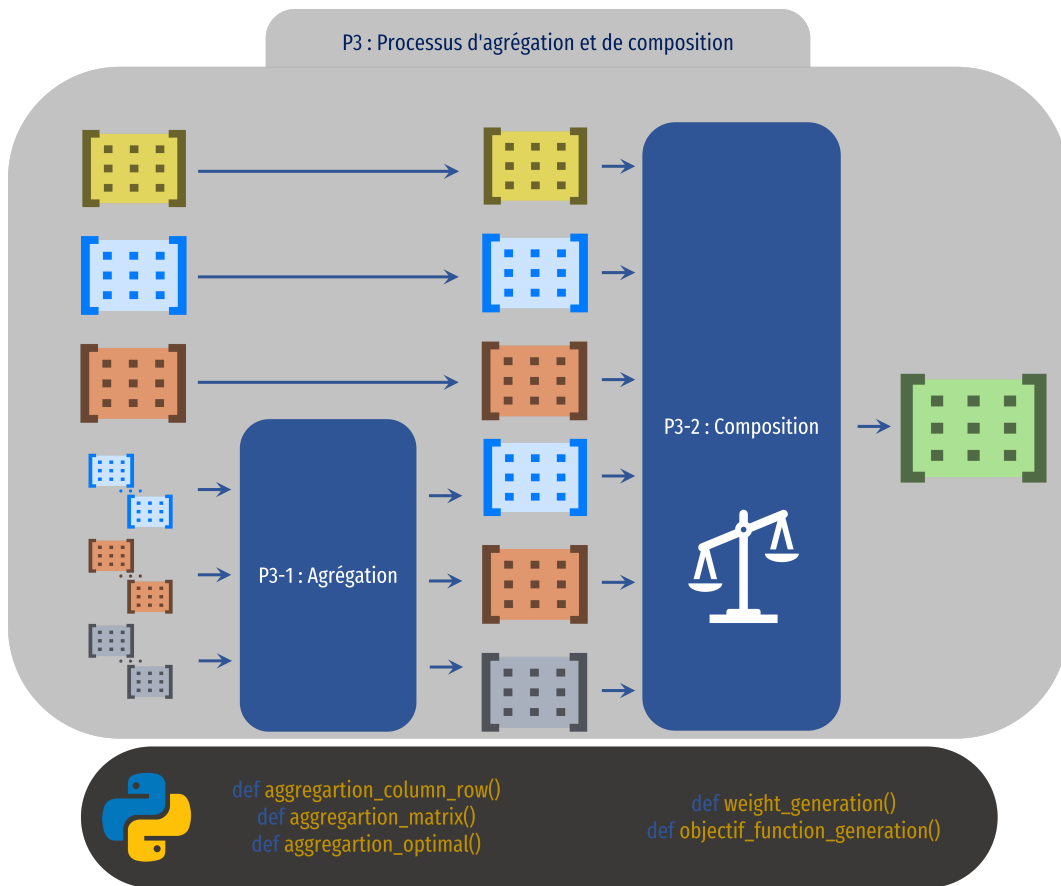 P3 : Processus d'agrégation et de composition
P3-2 : Composition
P3-1 : Agrégation
def aggregartion_column_row()
def aggregartion_matrix()
def aggregartion_optimal()
def weight_generation()
def objectif_function_generation()